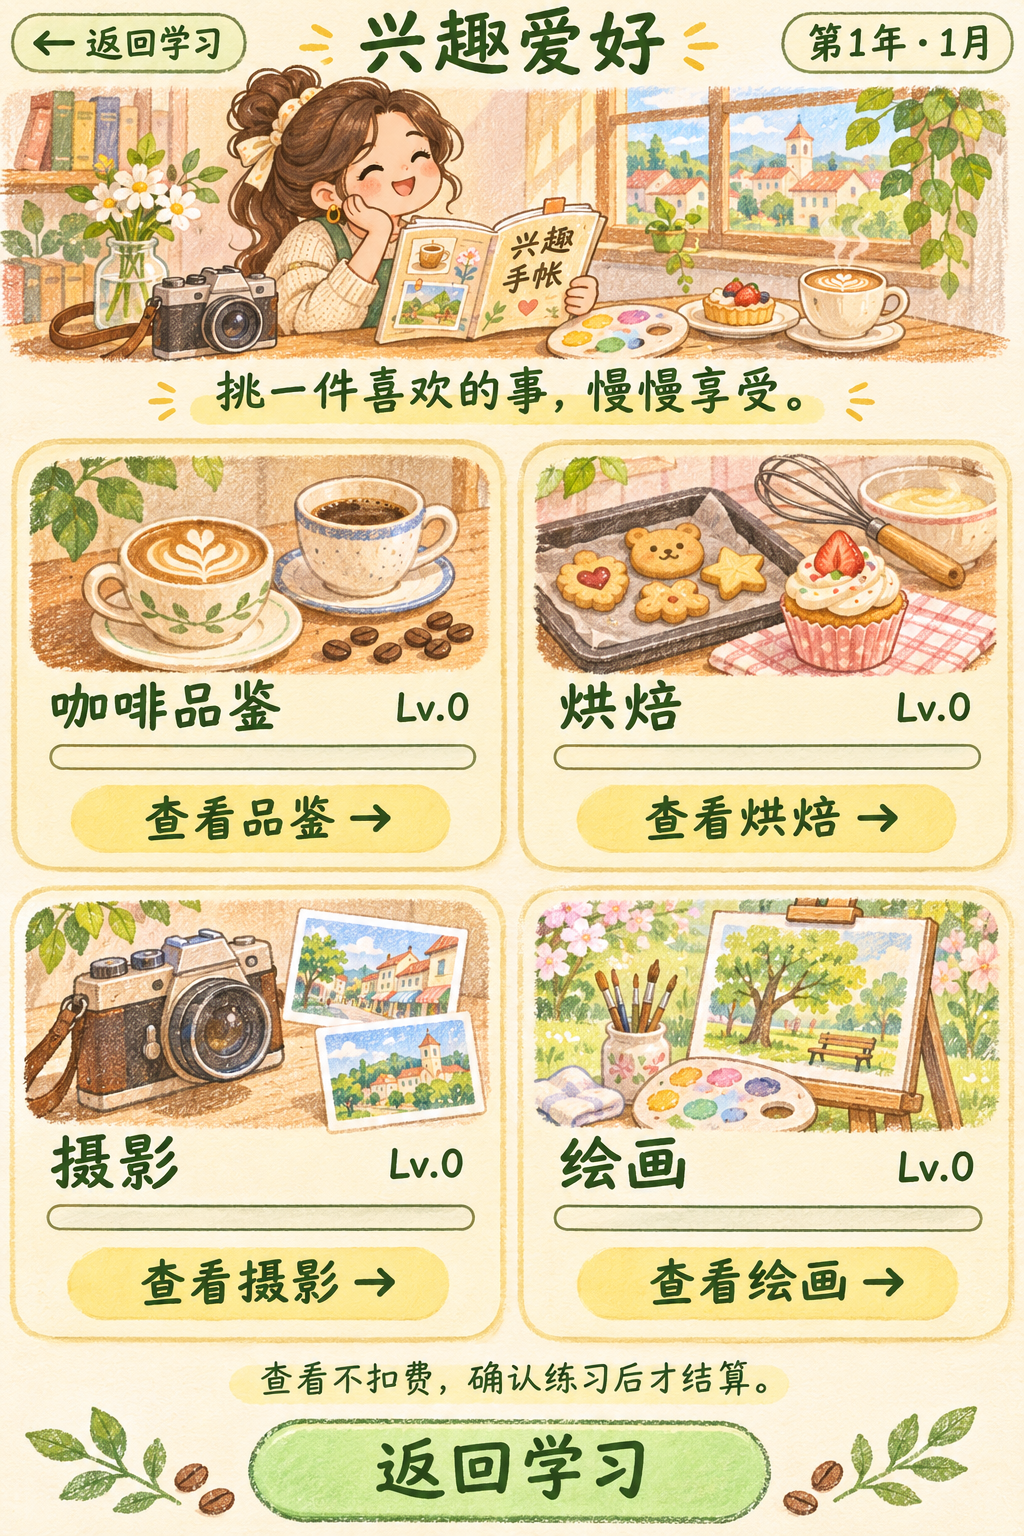 ← 返回学习
兴趣爱好
第1年·1月
兴趣
手帐
挑一件喜欢的事，慢慢享受。
咖啡品鉴 Lv.0
查看品鉴 →
烘焙 Lv.0
查看烘焙 →
摄影 Lv.0
查看摄影 →
绘画 Lv.0
查看绘画 →
查看不扣费，确认练习后才结算。
返回学习